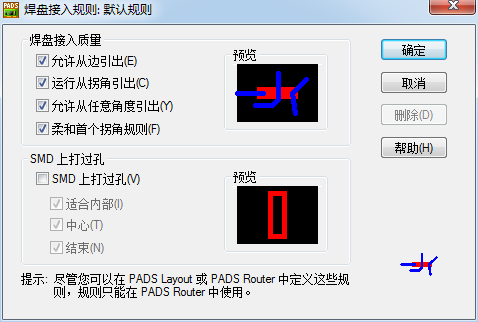 焊盘接入规则: 默认规则
焊盘接入质量
允许从边引出(E)
运行从拐角引出(C)
允许从任意角度引出(Y)
柔和首个拐角规则(F)
预览
SMD 上打过孔
SMD 上打过孔(V)
适合内部(I)
中心(T)
结束(N)
预览
提示: 尽管您可以在 PADS Layout 或 PADS Router 中定义这些规
则，规则只能在 PADS Router 中使用。
确定
取消
删除(D)
帮助(H)